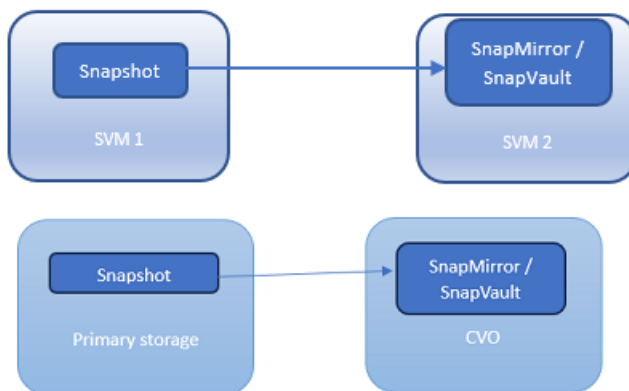 Snapshot
SnapMirror /
SnapVault
SVM 1
SVM 2
Snapshot
SnapMirror /
SnapVault
Primary storage
CVO